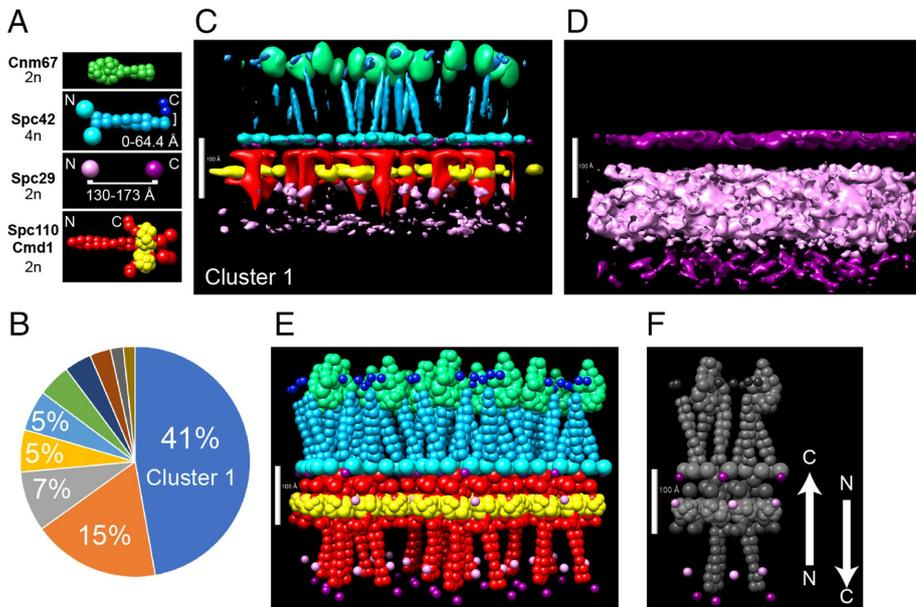 A
Cnm67
2n
Spc42
4n
N
C
0-64.4 Å
Spc29
2n
N
C
130-173 Å
Spc110
Cmd1
2n
N
C
B
41%
Cluster 1
15%
7%
5%
5%
C
100 Å
Cluster 1
D
100 Å
E
100 Å
F
100 Å
C
N
N
C